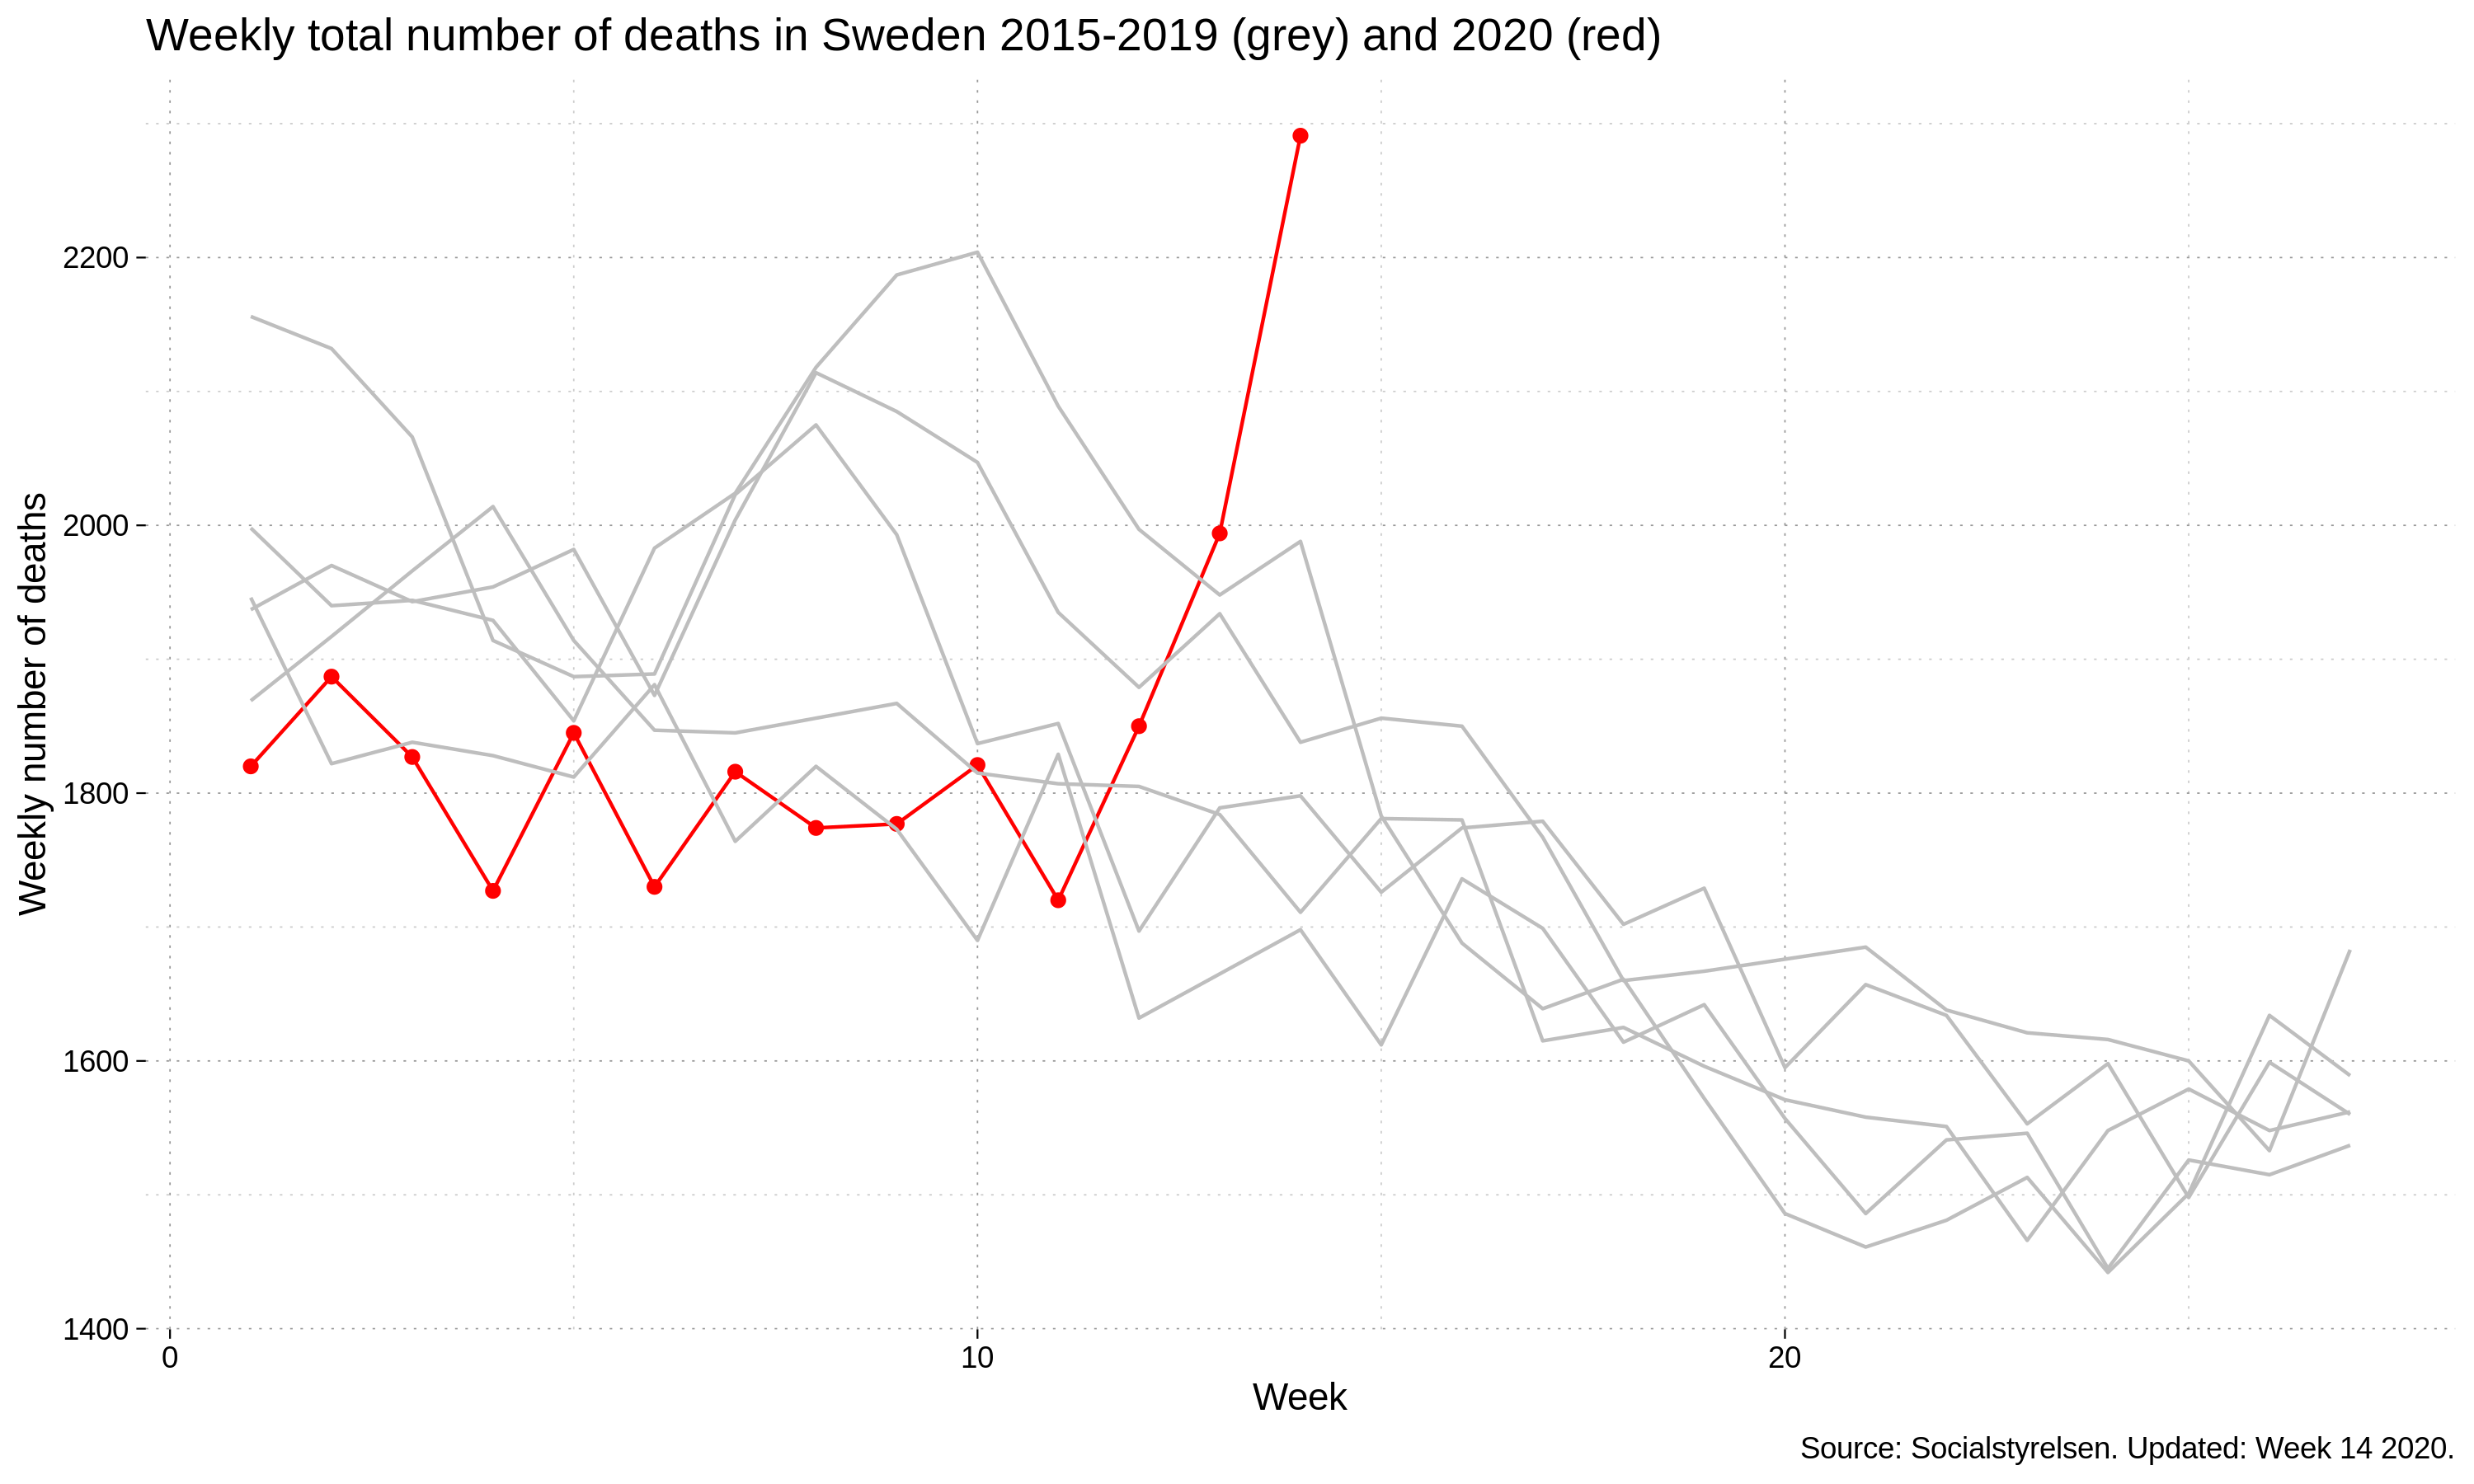 Weekly total number of deaths in Sweden 2015-2019 (grey) and 2020 (red)
Weekly number of deaths
2200
2000
1800
1600
1400
0 10 20
Week
Source: Socialstyrelsen. Updated: Week 14 2020.